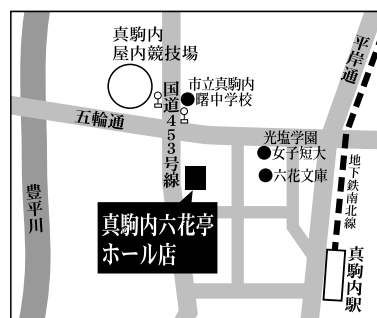 真駒内
屋内競技場
国道453号線
市立真駒内
曙中学校
平岸通
五輪通
光塩学園
女子短大
六花文庫
地下鉄南北線
豊平川
真駒内六花亭
ホール店
真駒内駅